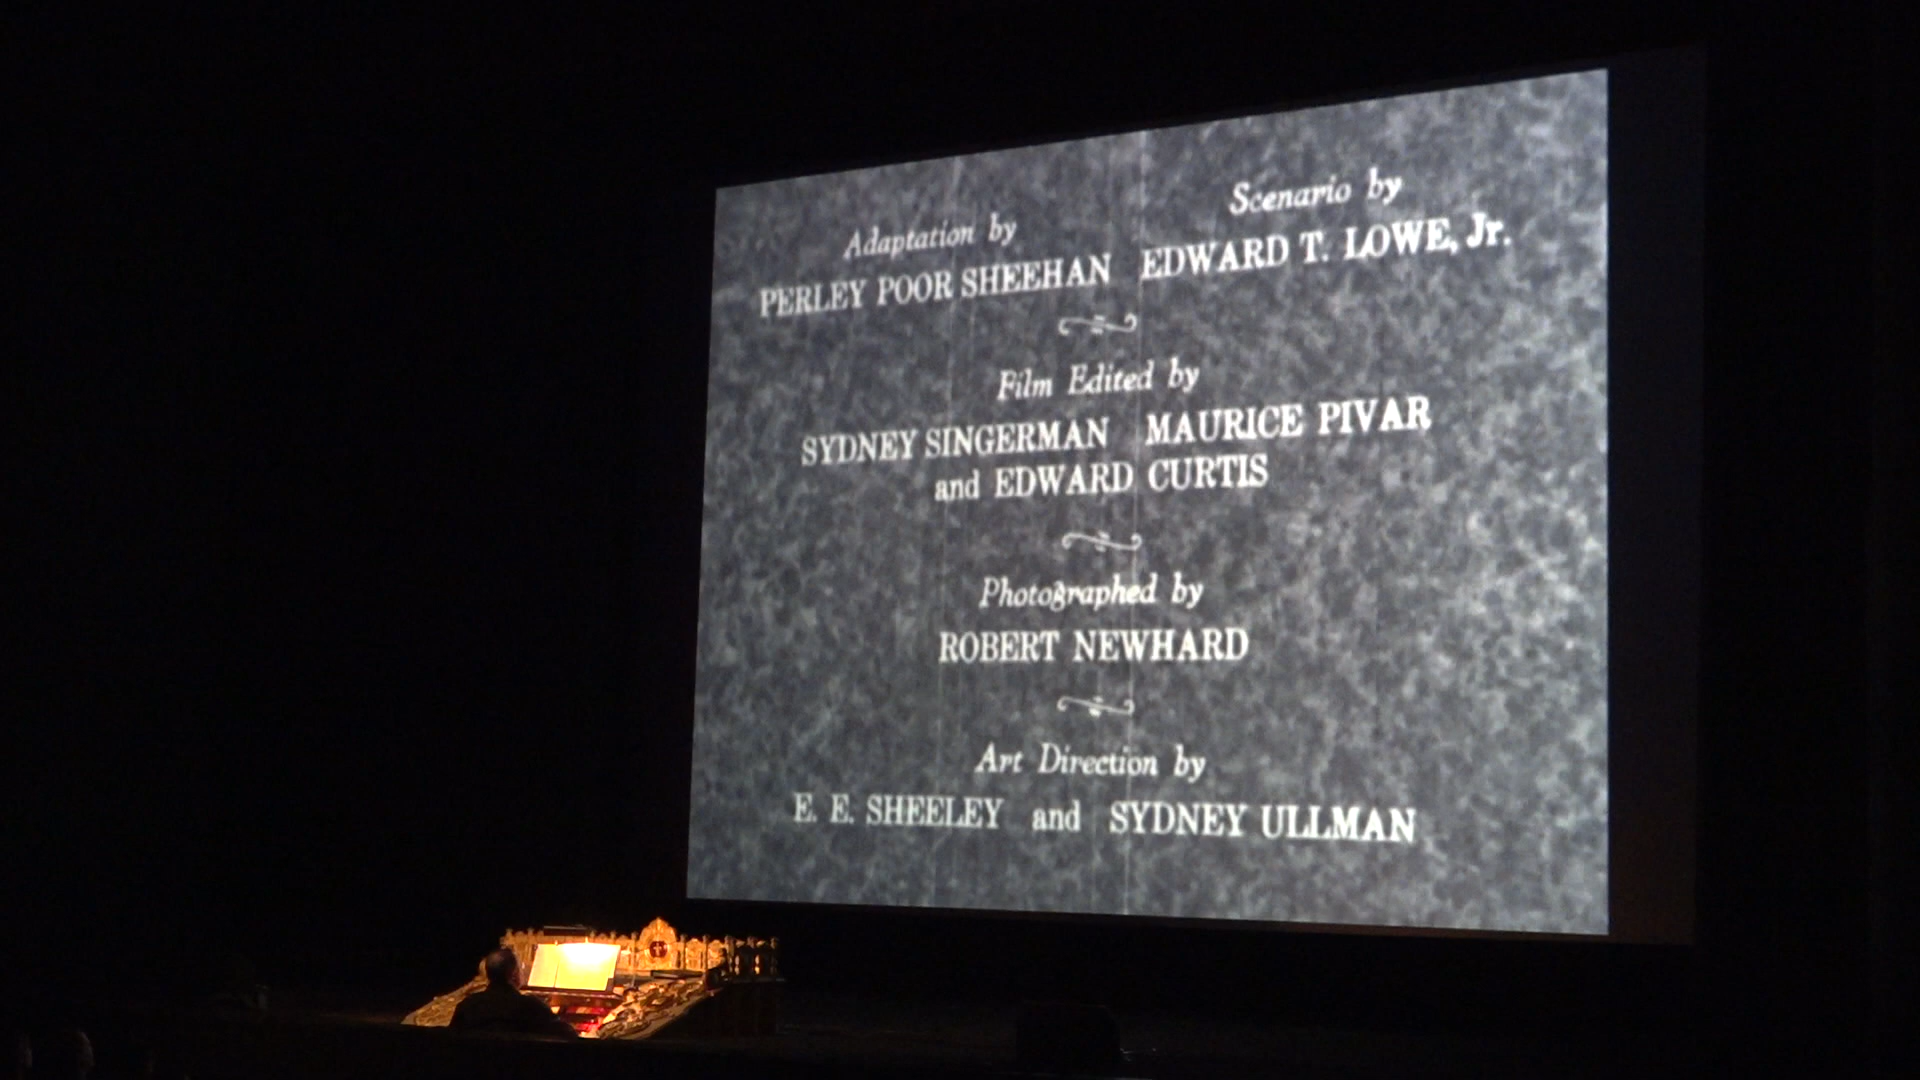 Adaptation by Scenario by
PERLEY POOR SHEEHAN EDWARD T. LOWE, Jr.
Film Edited by
SYDNEY SINGERMAN MAURICE PIVAR
and EDWARD CURTIS
Photographed by
ROBERT NEWHARD
Art Direction by
E. E. SHEELEY and SYDNEY ULLMAN